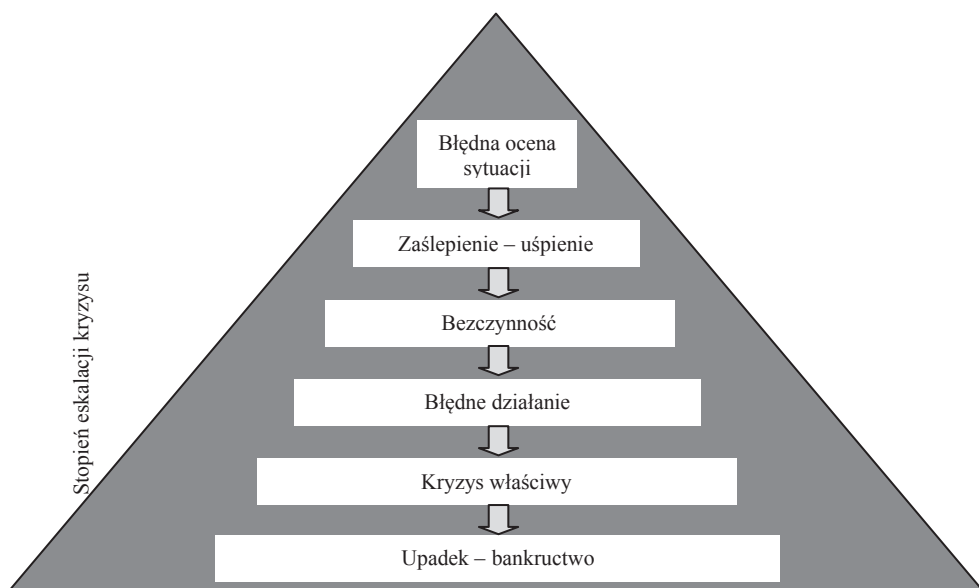 Błędna ocena
sytuacji
Zaślepienie – uśpienie
Bezczynność
Błędne działanie
Kryzys właściwy
Upadek – bankructwo
Stopień eskalacji kryzysu